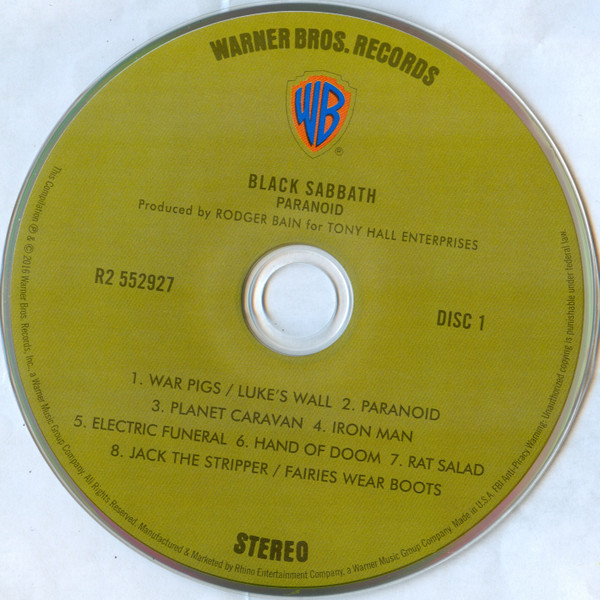 WARNER BROS. RECORDS
WB
®
BLACK SABBATH
PARANOID
Produced by RODGER BAIN for TONY HALL ENTERPRISES
R2 552927
DISC 1
1. WAR PIGS / LUKE'S WALL 2. PARANOID
3. PLANET CARAVAN 4. IRON MAN
5. ELECTRIC FUNERAL 6. HAND OF DOOM 7. RAT SALAD
8. JACK THE STRIPPER / FAIRIES WEAR BOOTS
STEREO
This Compilation ℗ & © 2016 Warner Bros. Records, Inc., a Warner Music Group Company. All Rights Reserved. Manufactured & Marketed by Rhino Entertainment Company, a Warner Music Group Company. Made in U.S.A. FBI Anti-Piracy Warning: Unauthorized copying is punishable under federal law.